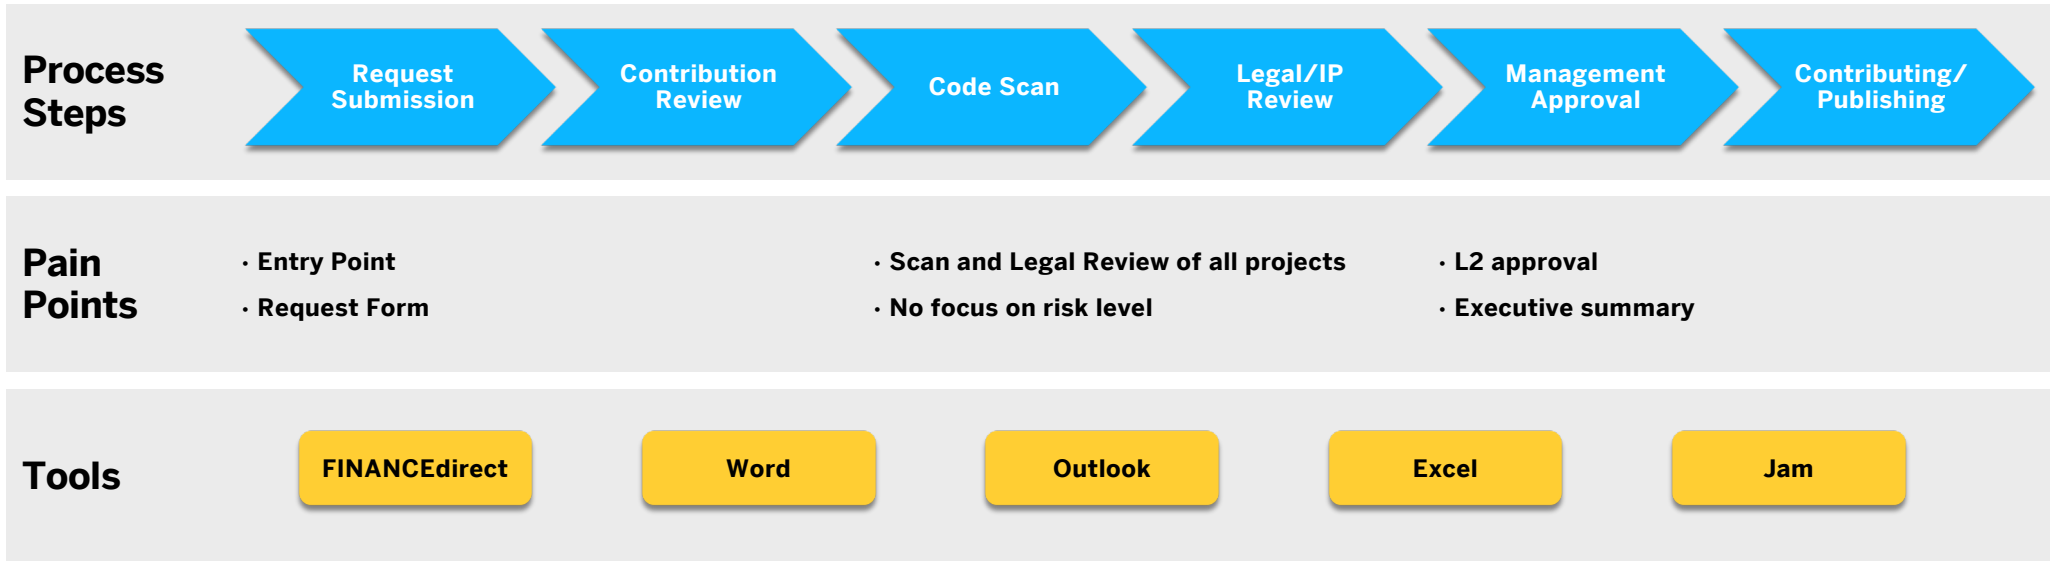 Process
Steps
Request
Submission
Contribution
Review
Code Scan
Legal/IP
Review
Management
Approval
Contributing/
Publishing
Pain
Points
• Entry Point
• Request Form
• Scan and Legal Review of all projects
• No focus on risk level
• L2 approval
• Executive summary
Tools
FINANCEdirect
Word
Outlook
Excel
Jam